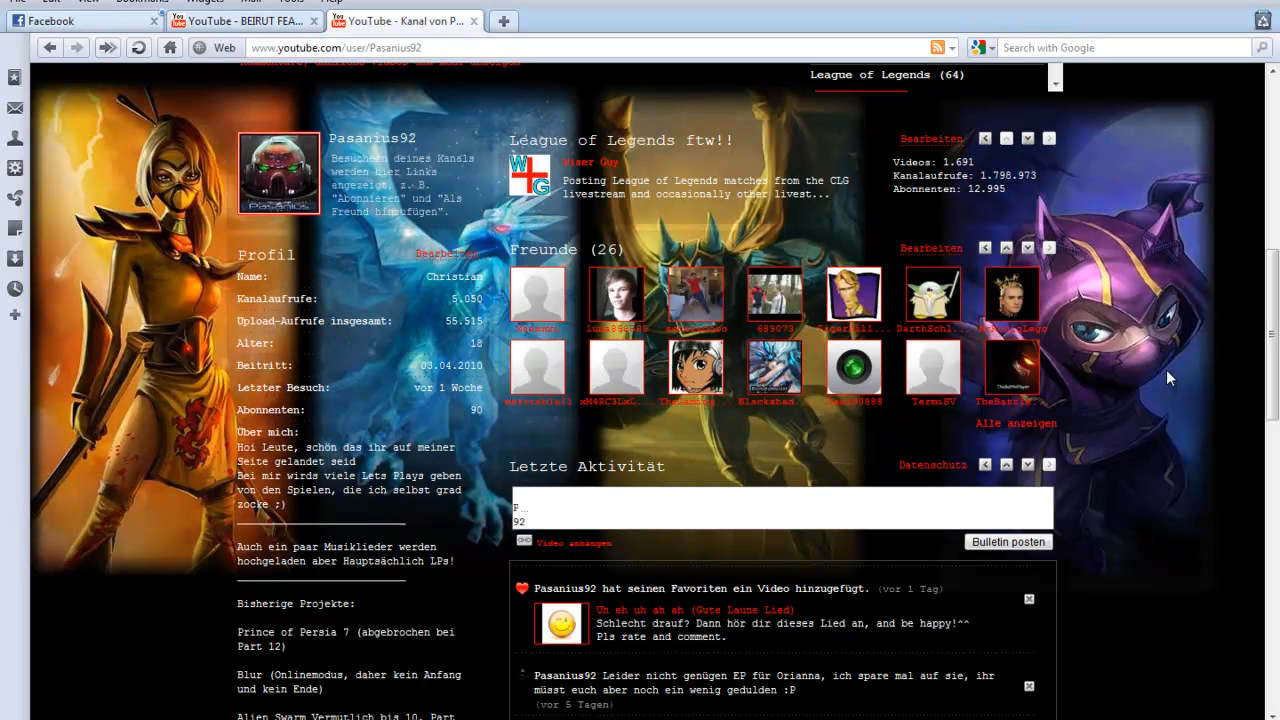 Facebook
YouTube - BEIRUT FEA...
YouTube - Kanal von P...
Web
www.youtube.com/user/Pasanius92
Search with Google
League of Legends (64)
Pasanius92
Besuchern deines Kanals
werden hier Links
angezeigt, z. B.
"Abonnieren" und "Als
Freund hinzufügen".
Profil
Bearbeiten
Name: Christian
Kanalaufrufe: 5.050
Upload-Aufrufe insgesamt: 55.515
Alter: 18
Beitritt: 03.04.2010
Letzter Besuch: vor 1 Woche
Abonnenten: 90
Über mich:
Hoi Leute, schön das ihr auf meiner
Seite gelandet seid
Bei mir wirds viele Lets Plays geben
von den Spielen, die ich selbst grad
zocke ;)
Auch ein paar Musiklieder werden
hochgeladen aber Hauptsächlich LPs!
Bisherige Projekte:
Prince of Persia 7 (abgebrochen bei
Part 12)
Blur (Onlinemodus, daher kein Anfang
und kein Ende)
Alien Swarm Vermutlich bis 10. Part
League of Legends ftw!!
Bearbeiten
WG
Wiser Guy
Posting League of Legends matches from the CLG
livestream and occasionally other livest...
Videos: 1.691
Kanalaufrufe: 1.798.973
Abonnenten: 12.995
Freunde (26)
Bearbeiten
689073
DarthSchl...
TermiSV
TheBattle...
Alle anzeigen
Letzte Aktivität
Datenschutz
P...
92
Video anhängen
Bulletin posten
Pasanius92 hat seinen Favoriten ein Video hinzugefügt. (vor 1 Tag)
Uh eh uh ah ah (Gute Laune Lied)
Schlecht drauf? Dann hör dir dieses Lied an, and be happy!^^
Pls rate and comment.
Pasanius92 Leider nicht genügen EP für Orianna, ich spare mal auf sie, ihr
müsst euch aber noch ein wenig gedulden :P
(vor 5 Tagen)